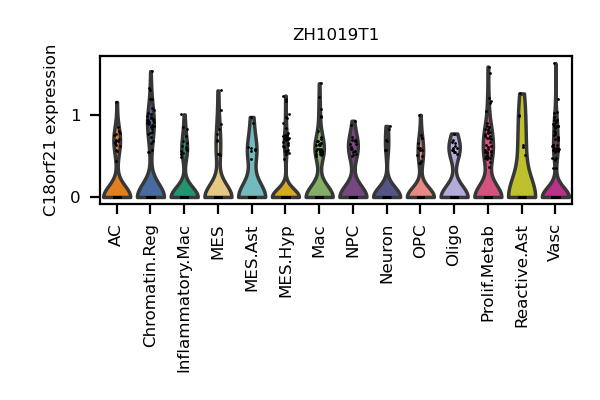 ZH1019T1
C18orf21 expression
1
0
AC
Chromatin.Reg
Inflammatory.Mac
MES
MES.Ast
MES.Hyp
Mac
NPC
Neuron
OPC
Oligo
Prolif.Metab
Reactive.Ast
Vasc